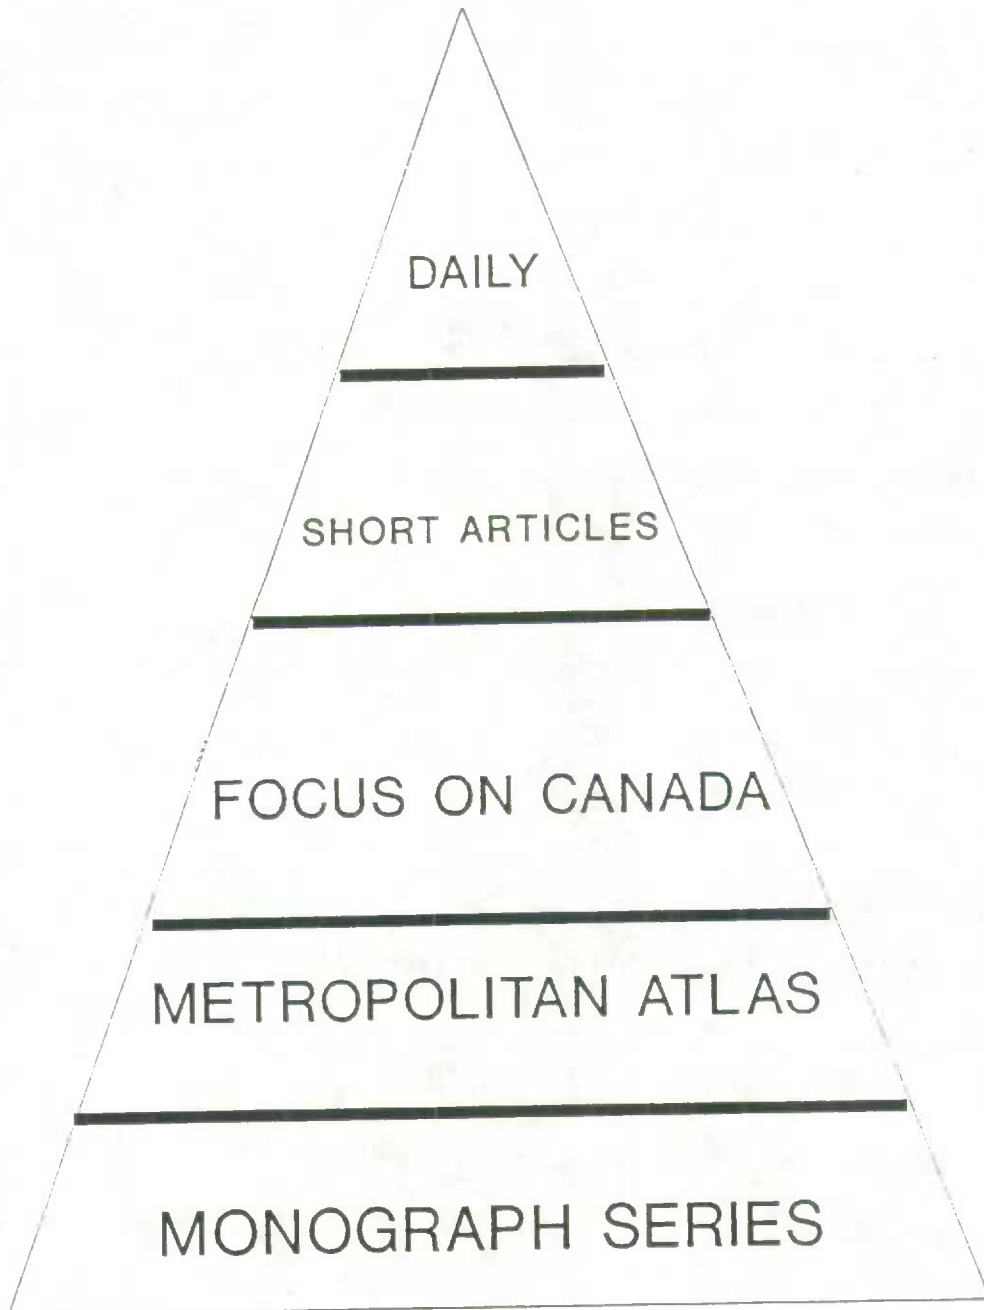 DAILY
SHORT ARTICLES
FOCUS ON CANADA
METROPOLITAN ATLAS
MONOGRAPH SERIES